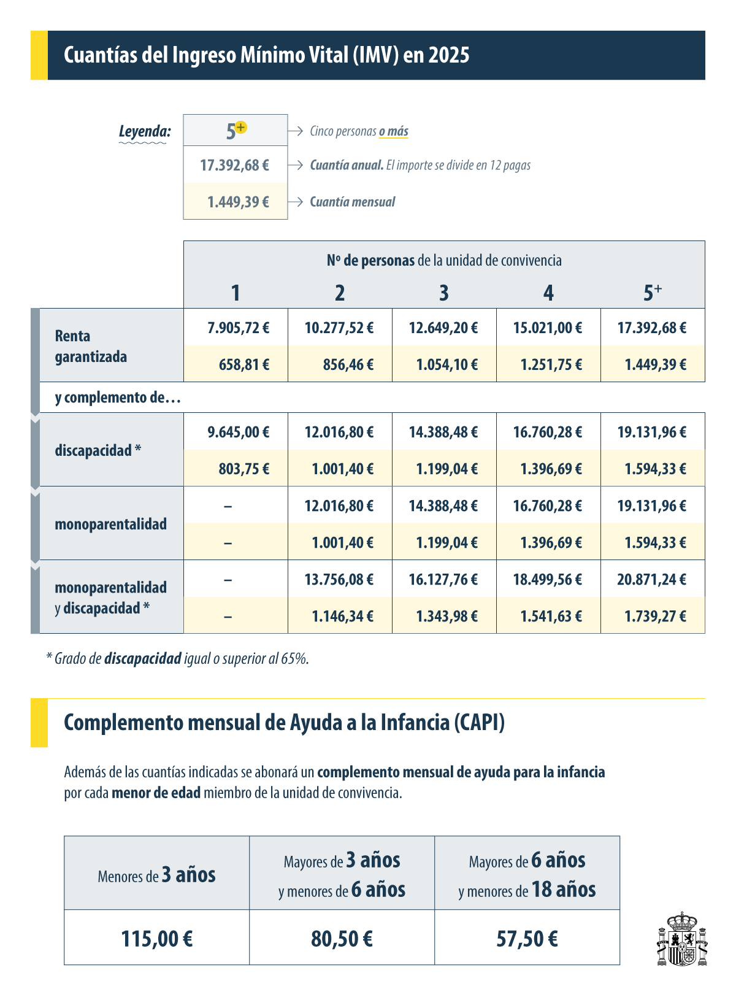 Cuantías del Ingreso Mínimo Vital (IMV) en 2025
Leyenda:
5+
Cinco personas o más
17.392,68 €
Cuantía anual. El importe se divide en 12 pagas
1.449,39 €
Cuantía mensual
Nº de personas de la unidad de convivencia
1 2 3 4 5+
Renta
garantizada
7.905,72 € 10.277,52 € 12.649,20 € 15.021,00 € 17.392,68 €
658,81 € 856,46 € 1.054,10 € 1.251,75 € 1.449,39 €
y complemento de...
discapacidad *
9.645,00 € 12.016,80 € 14.388,48 € 16.760,28 € 19.131,96 €
803,75 € 1.001,40 € 1.199,04 € 1.396,69 € 1.594,33 €
monoparentalidad
– 12.016,80 € 14.388,48 € 16.760,28 € 19.131,96 €
– 1.001,40 € 1.199,04 € 1.396,69 € 1.594,33 €
monoparentalidad
y discapacidad *
– 13.756,08 € 16.127,76 € 18.499,56 € 20.871,24 €
– 1.146,34 € 1.343,98 € 1.541,63 € 1.739,27 €
* Grado de discapacidad igual o superior al 65%.
Complemento mensual de Ayuda a la Infancia (CAPI)
Además de las cuantías indicadas se abonará un complemento mensual de ayuda para la infancia
por cada menor de edad miembro de la unidad de convivencia.
Menores de 3 años
Mayores de 3 años
y menores de 6 años
Mayores de 6 años
y menores de 18 años
115,00 € 80,50 € 57,50 €